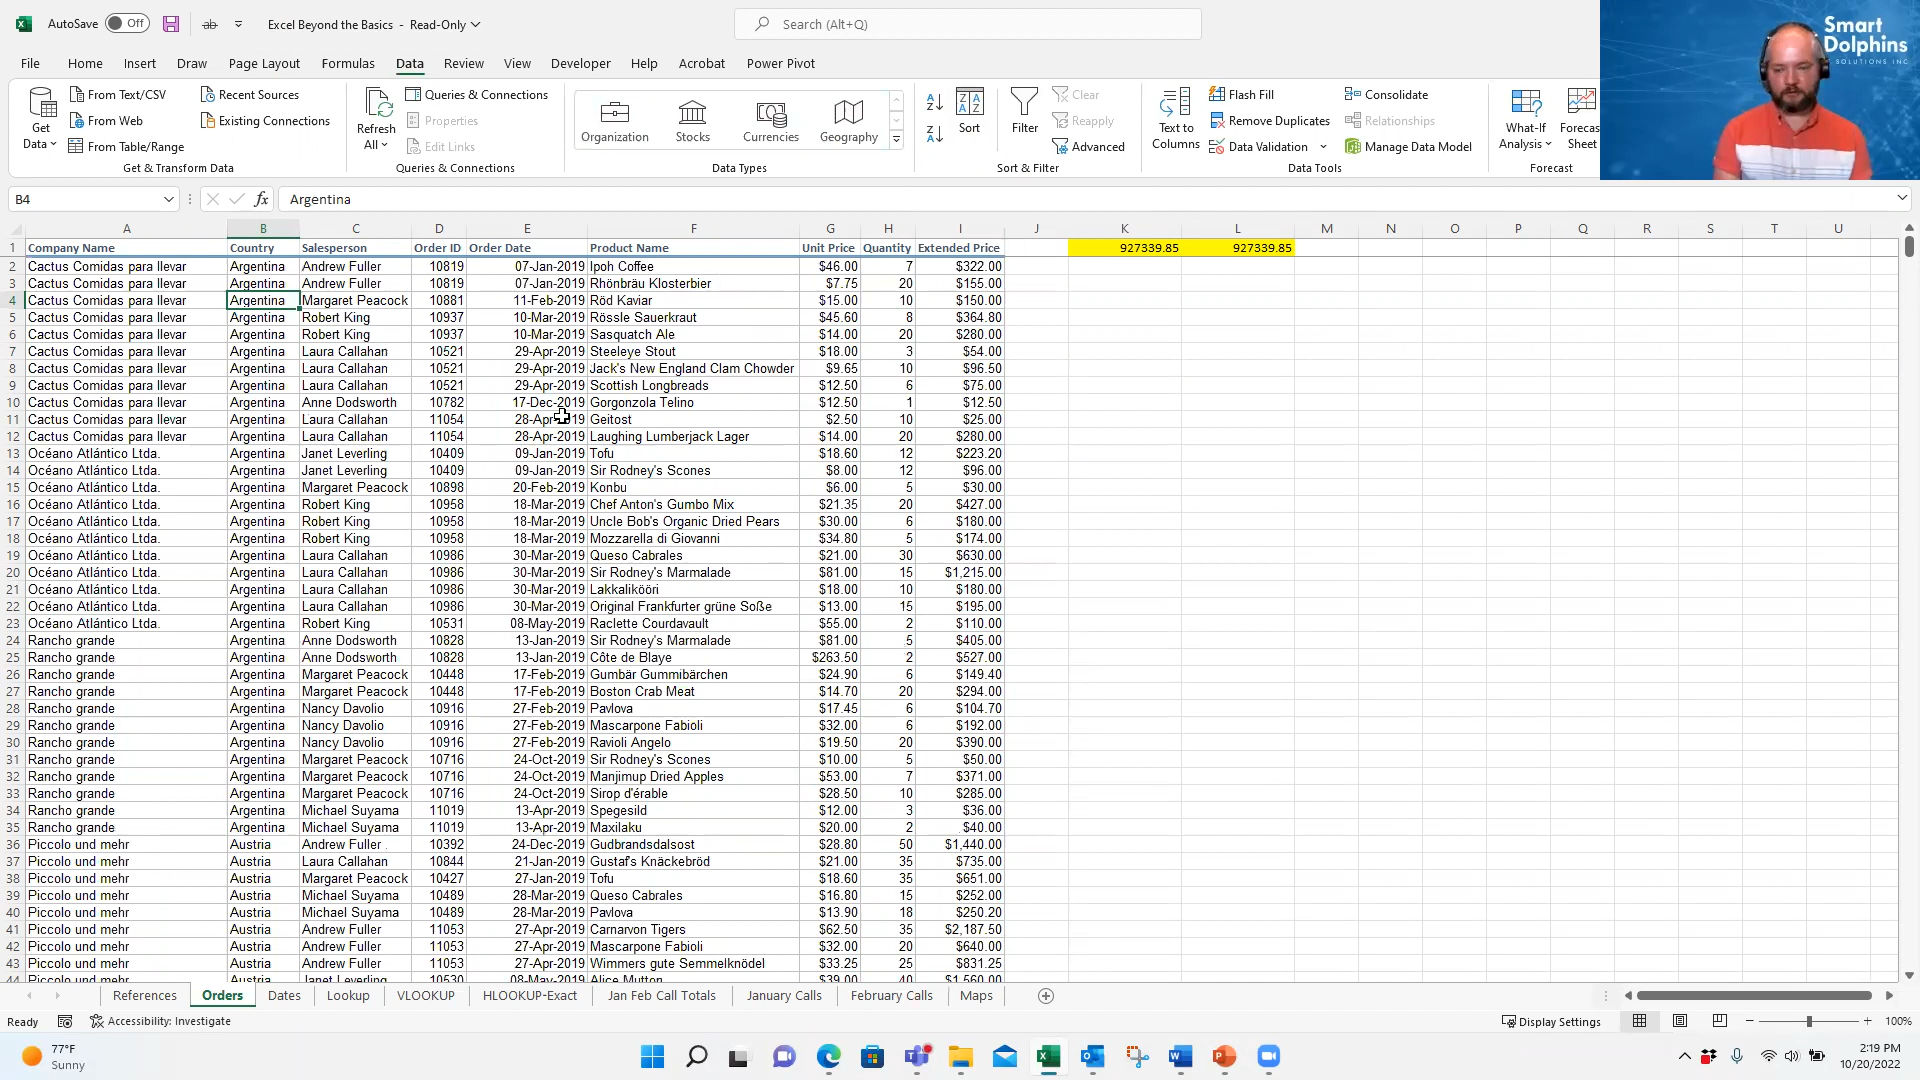 AutoSave Off ab Excel Beyond the Basics - Read-Only Search (Alt+Q)
Smart Dolphins
SOLUTIONS INC
File Home Insert Draw Page Layout Formulas Data Review View Developer Help Acrobat Power Pivot
Get Data From Text/CSV Recent Sources
From Web Existing Connections
From Table/Range
Get & Transform Data
Refresh All Queries & Connections
Properties
Edit Links
Queries & Connections
Organization Stocks Currencies Geography
Data Types
Sort Filter Clear
Reapply
Advanced
Sort & Filter
Text to Columns Flash Fill Consolidate
Remove Duplicates Relationships
Data Validation Manage Data Model
Data Tools
What-If Analysis Forecas Sheet
Forecast
B4 fx Argentina
A B C D E F G H I J K L M N O P Q R S T U
1 Company Name Country Salesperson Order ID Order Date Product Name Unit Price Quantity Extended Price 927339.85 927339.85
2 Cactus Comidas para llevar Argentina Andrew Fuller 10819 07-Jan-2019 Ipoh Coffee $46.00 7 $322.00
3 Cactus Comidas para llevar Argentina Andrew Fuller 10819 07-Jan-2019 Rhönbräu Klosterbier $7.75 20 $155.00
4 Cactus Comidas para llevar Argentina Margaret Peacock 10881 11-Feb-2019 Röd Kaviar $15.00 10 $150.00
5 Cactus Comidas para llevar Argentina Robert King 10937 10-Mar-2019 Rössle Sauerkraut $45.60 8 $364.80
6 Cactus Comidas para llevar Argentina Robert King 10937 10-Mar-2019 Sasquatch Ale $14.00 20 $280.00
7 Cactus Comidas para llevar Argentina Laura Callahan 10521 29-Apr-2019 Steeleye Stout $18.00 3 $54.00
8 Cactus Comidas para llevar Argentina Laura Callahan 10521 29-Apr-2019 Jack's New England Clam Chowder $9.65 10 $96.50
9 Cactus Comidas para llevar Argentina Laura Callahan 10521 29-Apr-2019 Scottish Longbreads $12.50 6 $75.00
10 Cactus Comidas para llevar Argentina Anne Dodsworth 10782 17-Dec-2019 Gorgonzola Telino $12.50 1 $12.50
11 Cactus Comidas para llevar Argentina Laura Callahan 11054 28-Apr-2019 Geitost $2.50 10 $25.00
12 Cactus Comidas para llevar Argentina Laura Callahan 11054 28-Apr-2019 Laughing Lumberjack Lager $14.00 20 $280.00
13 Océano Atlántico Ltda. Argentina Janet Leverling 10409 09-Jan-2019 Tofu $18.60 12 $223.20
14 Océano Atlántico Ltda. Argentina Janet Leverling 10409 09-Jan-2019 Sir Rodney's Scones $8.00 12 $96.00
15 Océano Atlántico Ltda. Argentina Margaret Peacock 10898 20-Feb-2019 Konbu $6.00 5 $30.00
16 Océano Atlántico Ltda. Argentina Robert King 10958 18-Mar-2019 Chef Anton's Gumbo Mix $21.35 20 $427.00
17 Océano Atlántico Ltda. Argentina Robert King 10958 18-Mar-2019 Uncle Bob's Organic Dried Pears $30.00 6 $180.00
18 Océano Atlántico Ltda. Argentina Robert King 10958 18-Mar-2019 Mozzarella di Giovanni $34.80 5 $174.00
19 Océano Atlántico Ltda. Argentina Laura Callahan 10986 30-Mar-2019 Queso Cabrales $21.00 30 $630.00
20 Océano Atlántico Ltda. Argentina Laura Callahan 10986 30-Mar-2019 Sir Rodney's Marmalade $81.00 15 $1,215.00
21 Océano Atlántico Ltda. Argentina Laura Callahan 10986 30-Mar-2019 Lakkalikööri $18.00 10 $180.00
22 Océano Atlántico Ltda. Argentina Laura Callahan 10986 30-Mar-2019 Original Frankfurter grüne Soße $13.00 15 $195.00
23 Océano Atlántico Ltda. Argentina Robert King 10531 08-May-2019 Raclette Courdavault $55.00 2 $110.00
24 Rancho grande Argentina Anne Dodsworth 10828 13-Jan-2019 Sir Rodney's Marmalade $81.00 5 $405.00
25 Rancho grande Argentina Anne Dodsworth 10828 13-Jan-2019 Côte de Blaye $263.50 2 $527.00
26 Rancho grande Argentina Margaret Peacock 10448 17-Feb-2019 Gumbär Gummibärchen $24.90 6 $149.40
27 Rancho grande Argentina Margaret Peacock 10448 17-Feb-2019 Boston Crab Meat $14.70 20 $294.00
28 Rancho grande Argentina Nancy Davolio 10916 27-Feb-2019 Pavlova $17.45 6 $104.70
29 Rancho grande Argentina Nancy Davolio 10916 27-Feb-2019 Mascarpone Fabioli $32.00 6 $192.00
30 Rancho grande Argentina Nancy Davolio 10916 27-Feb-2019 Ravioli Angelo $19.50 20 $390.00
31 Rancho grande Argentina Margaret Peacock 10716 24-Oct-2019 Sir Rodney's Scones $10.00 5 $50.00
32 Rancho grande Argentina Margaret Peacock 10716 24-Oct-2019 Manjimup Dried Apples $53.00 7 $371.00
33 Rancho grande Argentina Margaret Peacock 10716 24-Oct-2019 Sirop d'érable $28.50 10 $285.00
34 Rancho grande Argentina Michael Suyama 11019 13-Apr-2019 Spegesild $12.00 3 $36.00
35 Rancho grande Argentina Michael Suyama 11019 13-Apr-2019 Maxilaku $20.00 2 $40.00
36 Piccolo und mehr Austria Andrew Fuller 10392 24-Dec-2019 Gudbrandsdalsost $28.80 50 $1,440.00
37 Piccolo und mehr Austria Laura Callahan 10844 21-Jan-2019 Gustaf's Knäckebröd $21.00 35 $735.00
38 Piccolo und mehr Austria Margaret Peacock 10427 27-Jan-2019 Tofu $18.60 35 $651.00
39 Piccolo und mehr Austria Michael Suyama 10489 28-Mar-2019 Queso Cabrales $16.80 15 $252.00
40 Piccolo und mehr Austria Michael Suyama 10489 28-Mar-2019 Pavlova $13.90 18 $250.20
41 Piccolo und mehr Austria Andrew Fuller 11053 27-Apr-2019 Carnarvon Tigers $62.50 35 $2,187.50
42 Piccolo und mehr Austria Andrew Fuller 11053 27-Apr-2019 Mascarpone Fabioli $32.00 20 $640.00
43 Piccolo und mehr Austria Andrew Fuller 11053 27-Apr-2019 Wimmers gute Semmelknödel $33.25 25 $831.25
44 Piccolo und mehr Austria Janet Leverling 10530 08-May-2019 Alice Mutton $39.00 40 $1,560.00
References Orders Dates Lookup VLOOKUP HLOOKUP-Exact Jan Feb Call Totals January Calls February Calls Maps
Ready Accessibility: Investigate Display Settings 100%
77°F
Sunny
2:19 PM
10/20/2022